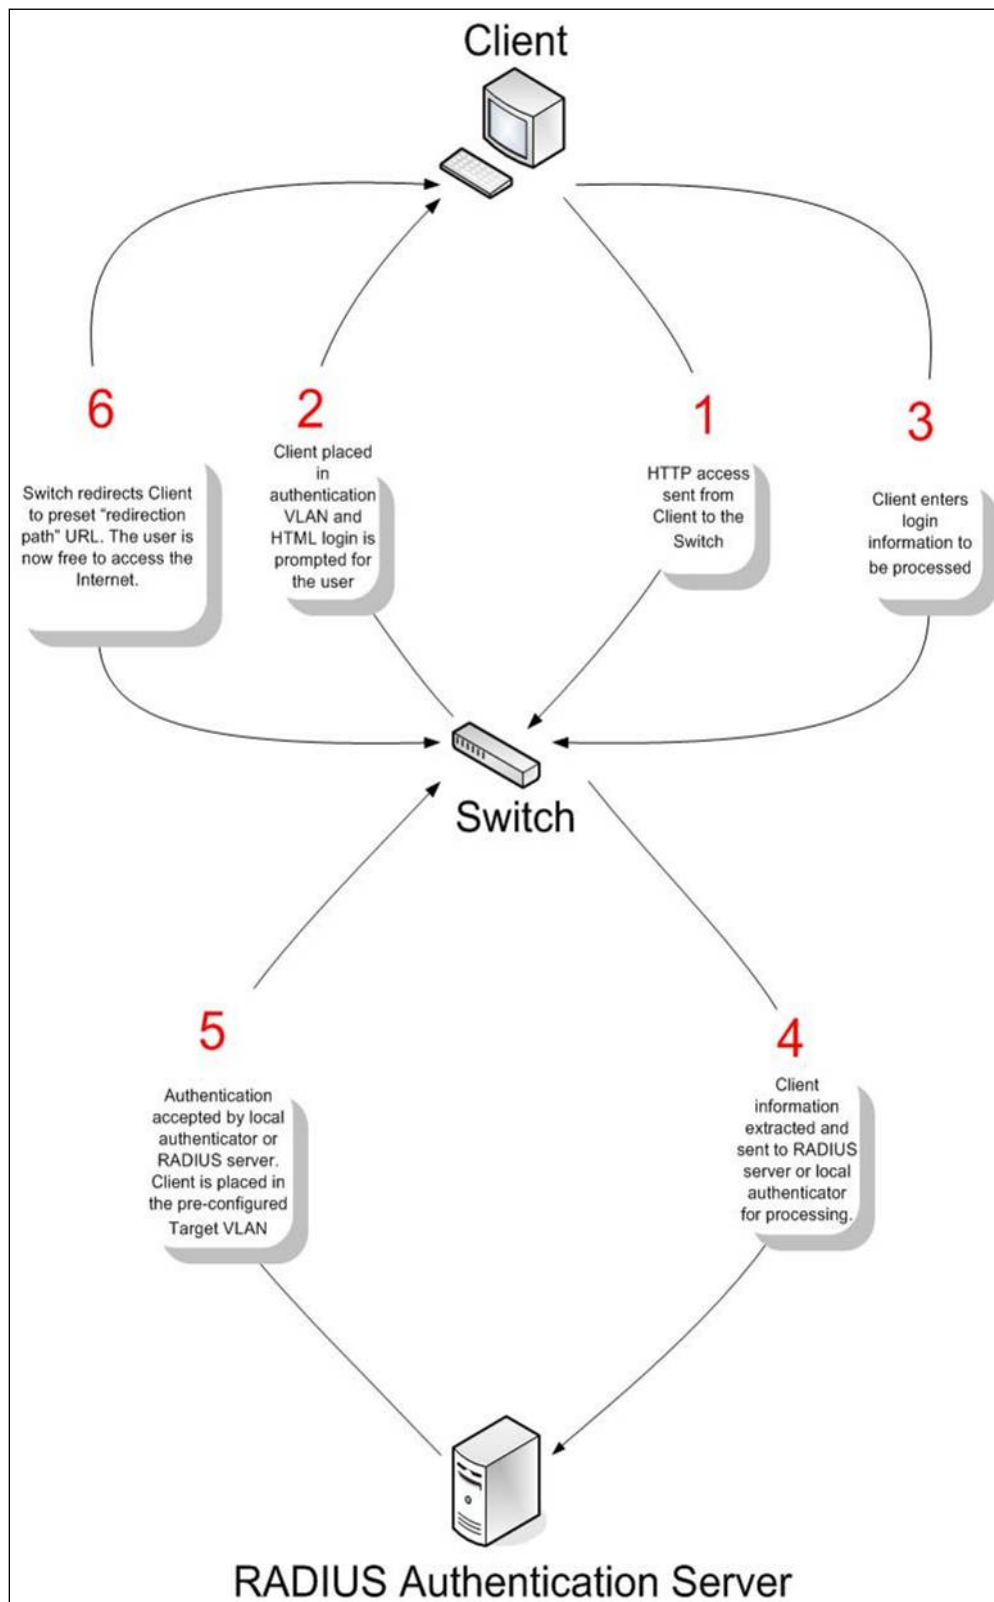 Client
6
Switch redirects Client
to preset “redirection
path” URL. The user is
now free to access the
Internet.
2
Client placed
in
authentication
VLAN and
HTML login is
prompted for
the user
1
HTTP access
sent from
Client to the
Switch
3
Client enters
login
information to
be processed
Switch
5
Authentication
accepted by local
authenticator or
RADIUS server.
Client is placed in
the pre-configured
Target VLAN
4
Client
information
extracted and
sent to RADIUS
server or local
authenticator
for processing.
RADIUS Authentication Server